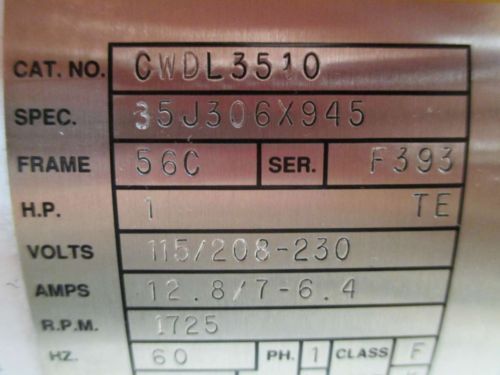 CAT. NO. CWDL3510
SPEC. 35J306X945
FRAME 56C SER. F393
H.P. 1 TE
VOLTS 115/208-230
AMPS 12.8/7-6.4
R.P.M. 1725
HZ. 60 PH. 1 CLASS F